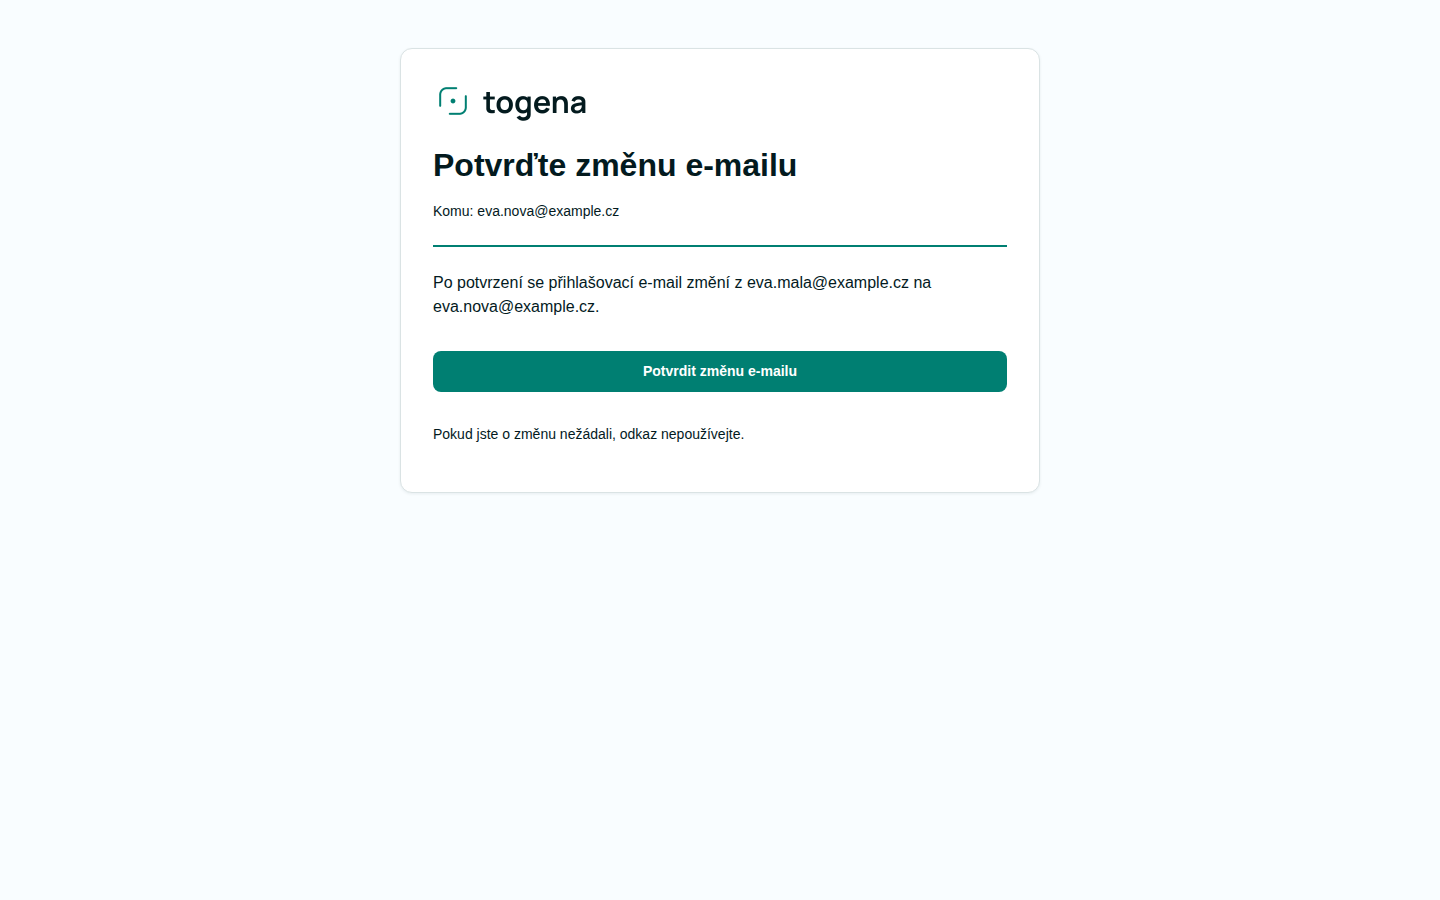 togena
Potvrďte změnu e-mailu
Komu: eva.nova@example.cz
Po potvrzení se přihlašovací e-mail změní z eva.mala@example.cz na
eva.nova@example.cz.
Potvrdit změnu e-mailu
Pokud jste o změnu nežádali, odkaz nepoužívejte.